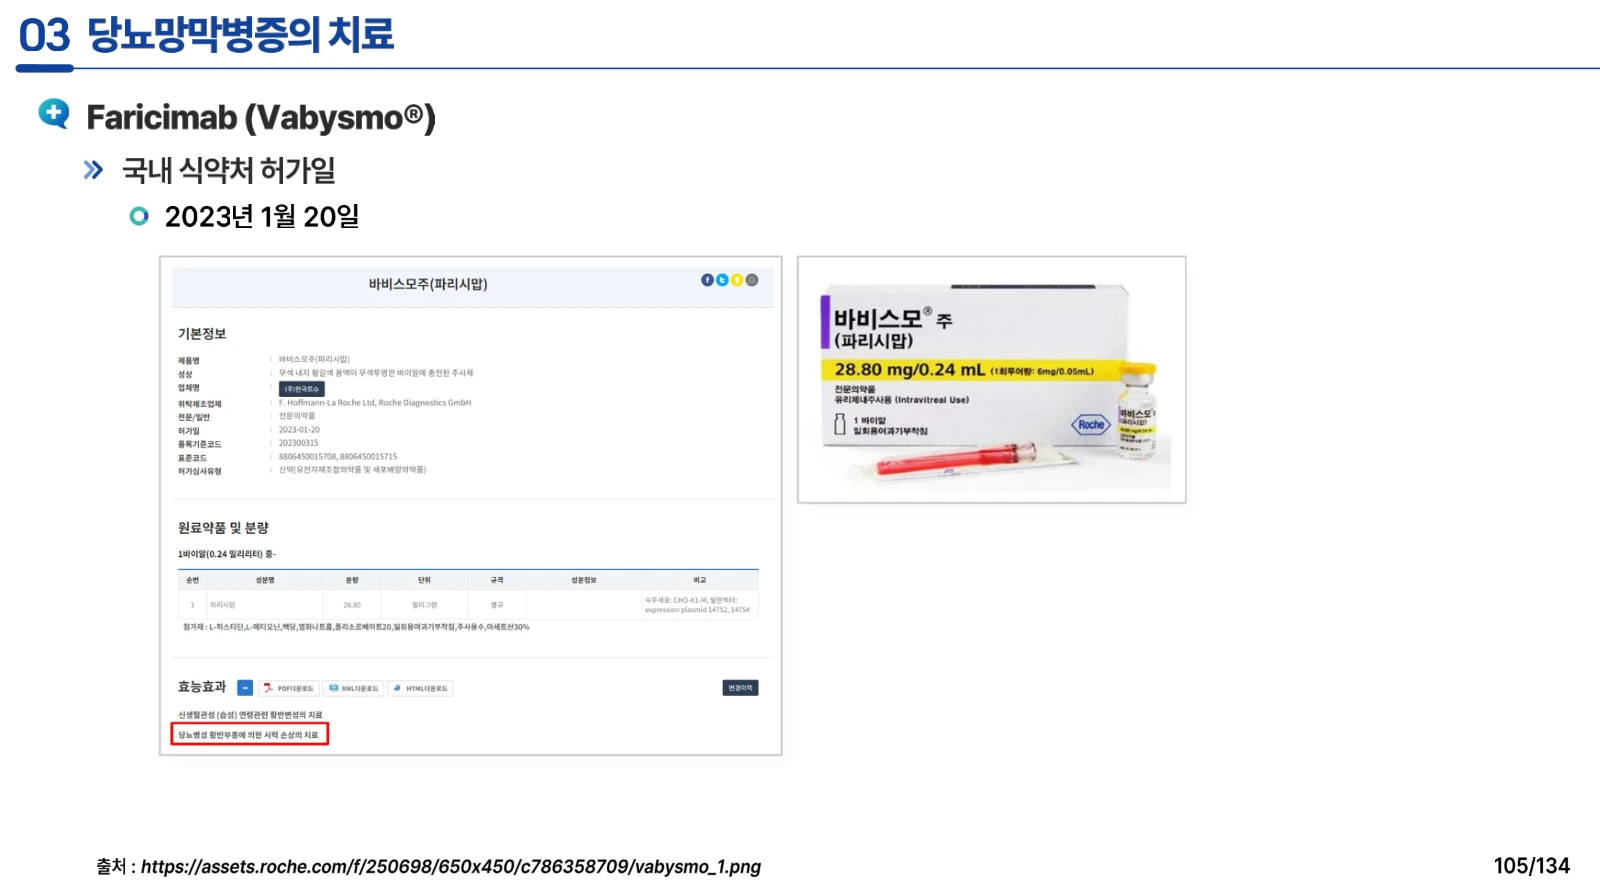 03 당뇨망막병증의 치료
Faricimab (Vabysmo®)
국내 식약처 허가일
2023년 1월 20일
바비스모주(파리시맙)
기본정보
제품명 바비스모주(파리시맙)
성상 무색 내지 황갈색 용액이 무색투명한 바이알에 충전된 주사제
업체명 (주)한국로슈
위탁제조업체 F. Hoffmann-La Roche Ltd, Roche Diagnostics GmbH
전문/일반 전문의약품
허가일 2023-01-20
품목기준코드 202300315
표준코드 8806450015708, 8806450015715
허가심사유형 신약(유전자재조합의약품 및 세포배양의약품)
원료약품 및 분량
1바이알(0.24 밀리리터) 중-
순번 성분명 분량 단위 규격 성분정보 비고
1 파리시맙 28.80 밀리그램 별규 숙주세포: CHO-K1-M, 발현벡터:
expression plasmid 14752, 14754
첨가제 : L-히스티딘,L-메티오닌,백당,염화나트륨,폴리소르베이트20,일회용여과기부착침,주사용수,아세트산30%
효능효과 PDF다운로드 XML다운로드 HTML다운로드 변경이력
신생혈관성 (습성) 연령관련 황반변성의 치료
당뇨병성 황반부종에 의한 시력 손상의 치료
바비스모® 주
(파리시맙)
28.80 mg/0.24 mL (1회투여량: 6mg/0.05mL)
전문의약품
유리체내주사용 (Intravitreal Use)
1 바이알
일회용여과기부착침
Roche
바비스모
(파리시맙)
출처 : https://assets.roche.com/f/250698/650x450/c786358709/vabysmo_1.png
105/134